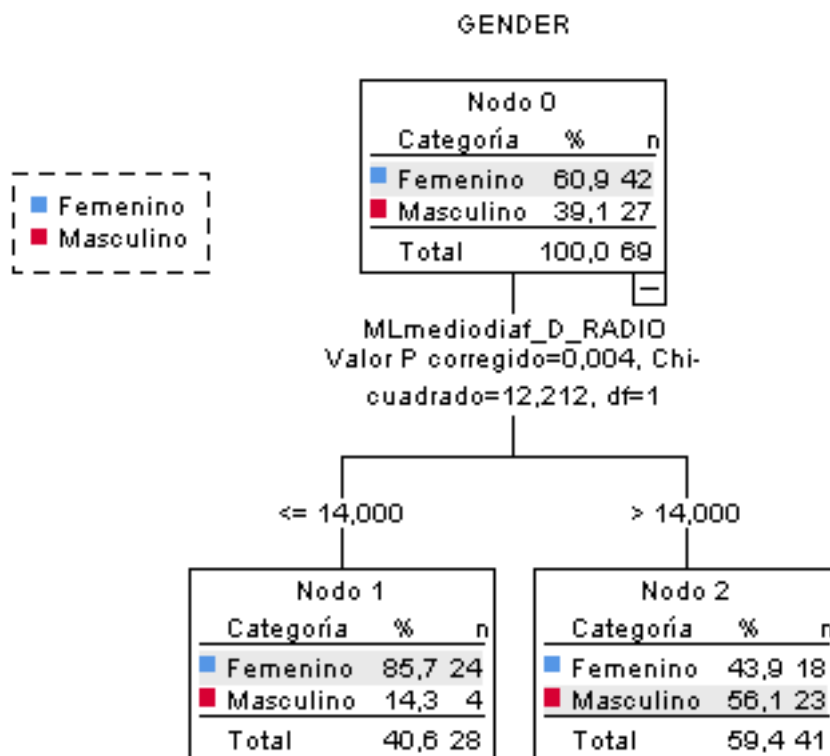 GENDER
Nodo 0
Categoría % n
Femenino 60,9 42
Masculino 39,1 27
Total 100,0 69
Femenino
Masculino
MLmediodiaf_D_RADIO
Valor P corregido=0,004, Chi-
cuadrado=12,212, df=1
<= 14,000
> 14,000
Nodo 1
Categoría % n
Femenino 85,7 24
Masculino 14,3 4
Total 40,6 28
Nodo 2
Categoría % n
Femenino 43,9 18
Masculino 56,1 23
Total 59,4 41